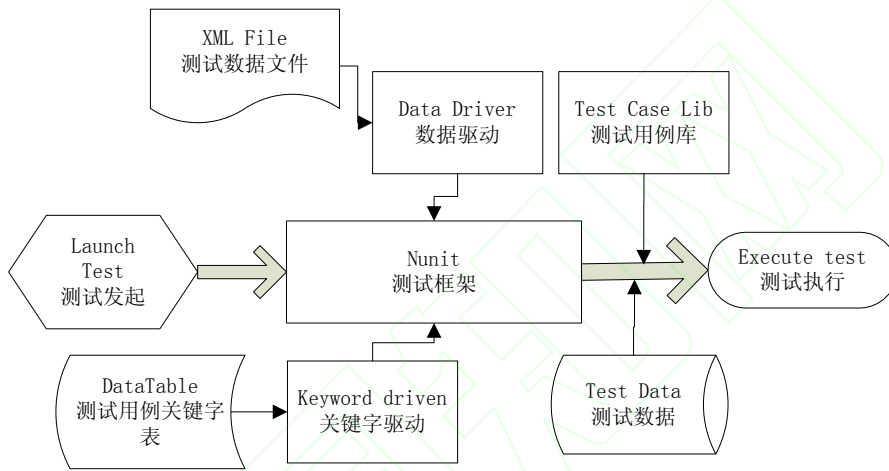 XML File
测试数据文件
Data Driver
数据驱动
Test Case Lib
测试用例库
Launch
Test
测试发起
Nunit
测试框架
Execute test
测试执行
DataTable
测试用例关键字
表
Keyword driven
关键字驱动
Test Data
测试数据